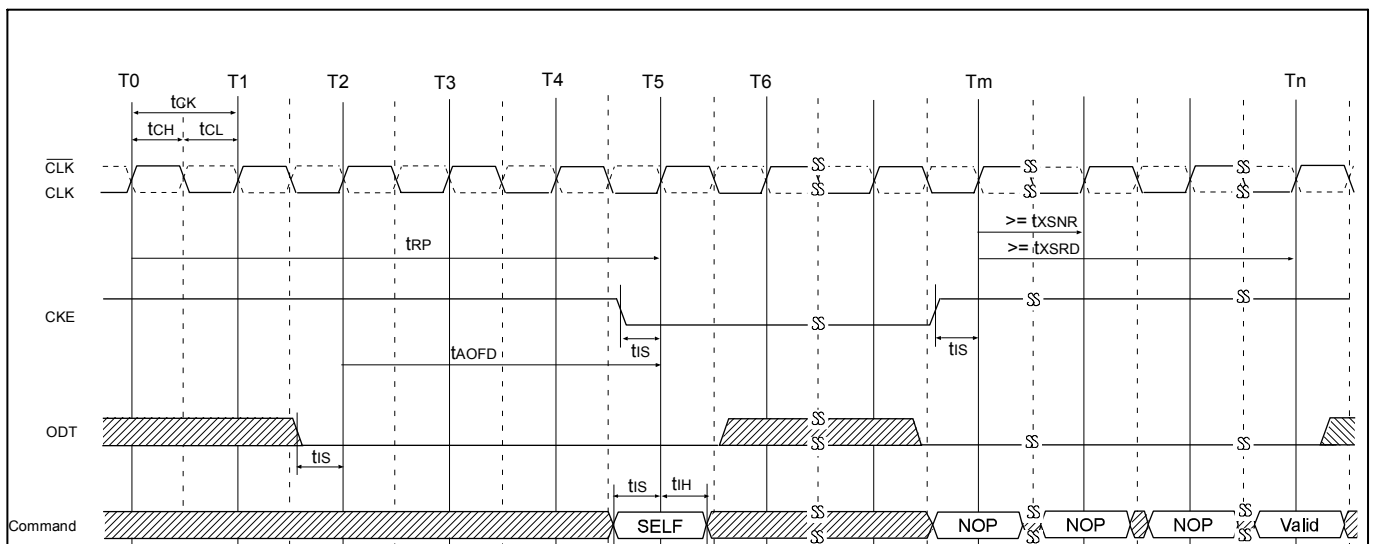 T0 T1 T2 T3 T4 T5 T6 Tm Tn
tCK
tCH tCL
CLK
CLK
>= tXSNR
tRP >= tXSRD
CKE
tIS tIS
tAOFD
ODT
tIS
tIS tIH
Command SELF NOP NOP NOP Valid